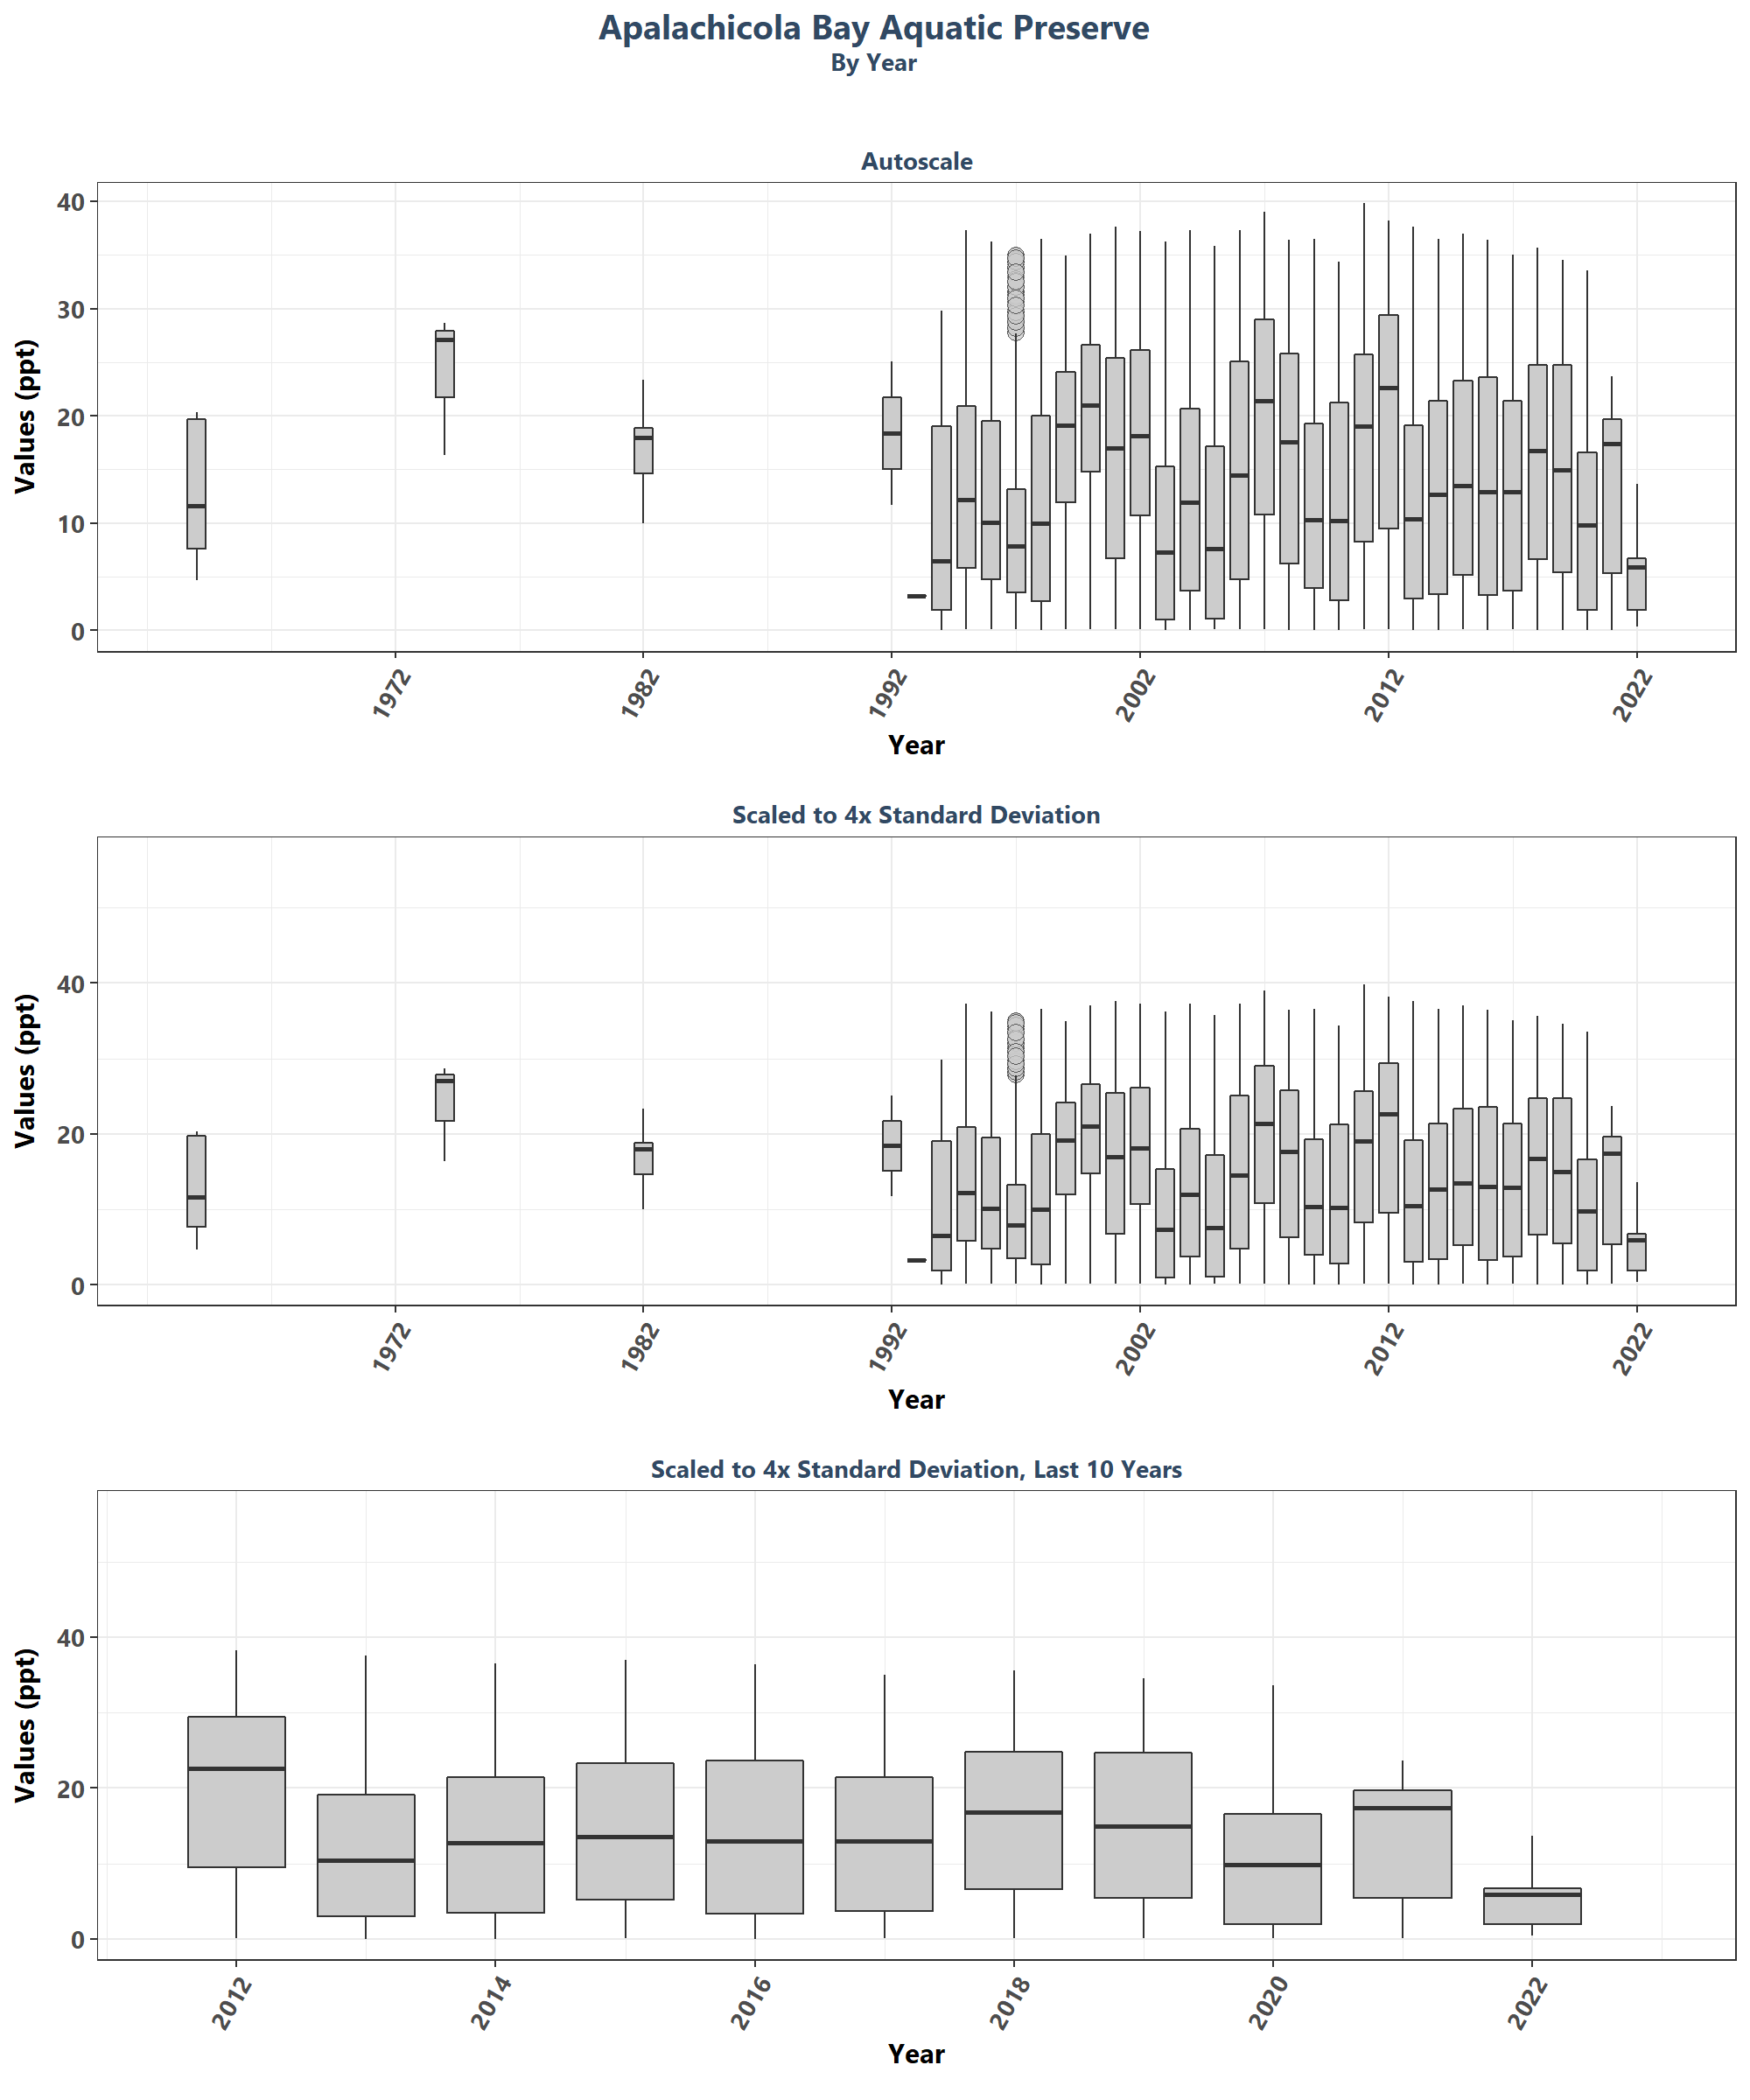 Apalachicola Bay Aquatic Preserve
By Year
Autoscale
40
30
20
10
0
Values (ppt)
1972
1982
1992
2002
2012
2022
Year
Scaled to 4x Standard Deviation
40
20
0
Values (ppt)
1972
1982
1992
2002
2012
2022
Year
Scaled to 4x Standard Deviation, Last 10 Years
40
20
0
Values (ppt)
2012
2014
2016
2018
2020
2022
Year